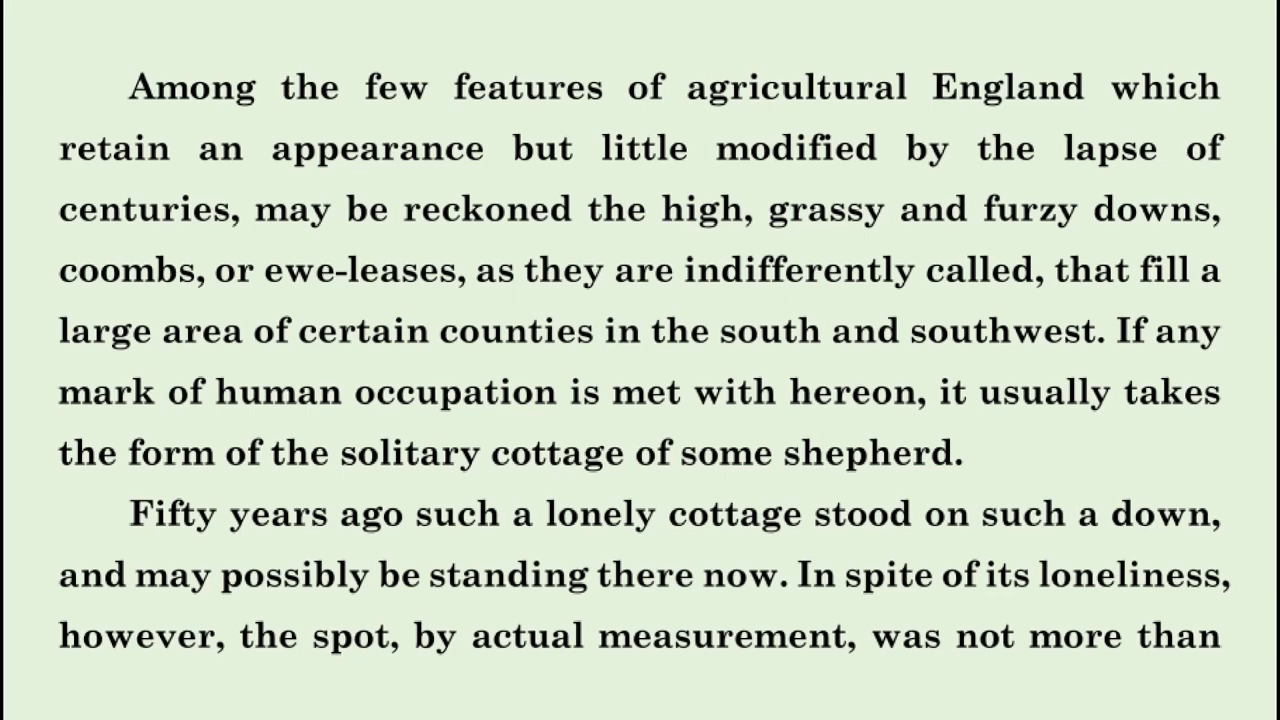 Among the few features of agricultural England which
retain an appearance but little modified by the lapse of
centuries, may be reckoned the high, grassy and furzy downs,
coombs, or ewe-leases, as they are indifferently called, that fill a
large area of certain counties in the south and southwest. If any
mark of human occupation is met with hereon, it usually takes
the form of the solitary cottage of some shepherd.
Fifty years ago such a lonely cottage stood on such a down,
and may possibly be standing there now. In spite of its loneliness,
however, the spot, by actual measurement, was not more than